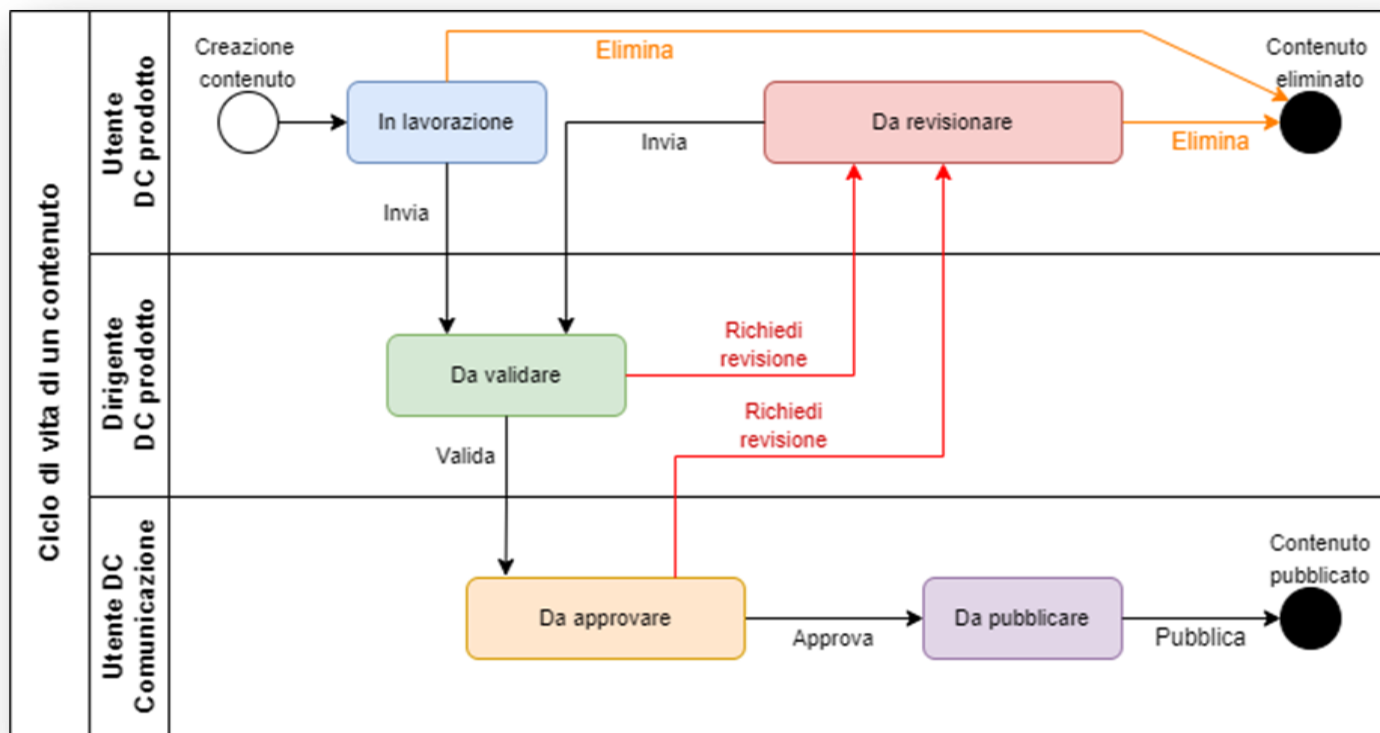 Ciclo di vita di un contenuto
Utente
DC prodotto
Creazione
contenuto
In lavorazione
Elimina
Invia
Da revisionare
Elimina
Contenuto
eliminato
Invia
Dirigente
DC prodotto
Da validare
Richiedi
revisione
Richiedi
revisione
Valida
Utente DC
Comunicazione
Da approvare
Approva
Da pubblicare
Pubblica
Contenuto
pubblicato